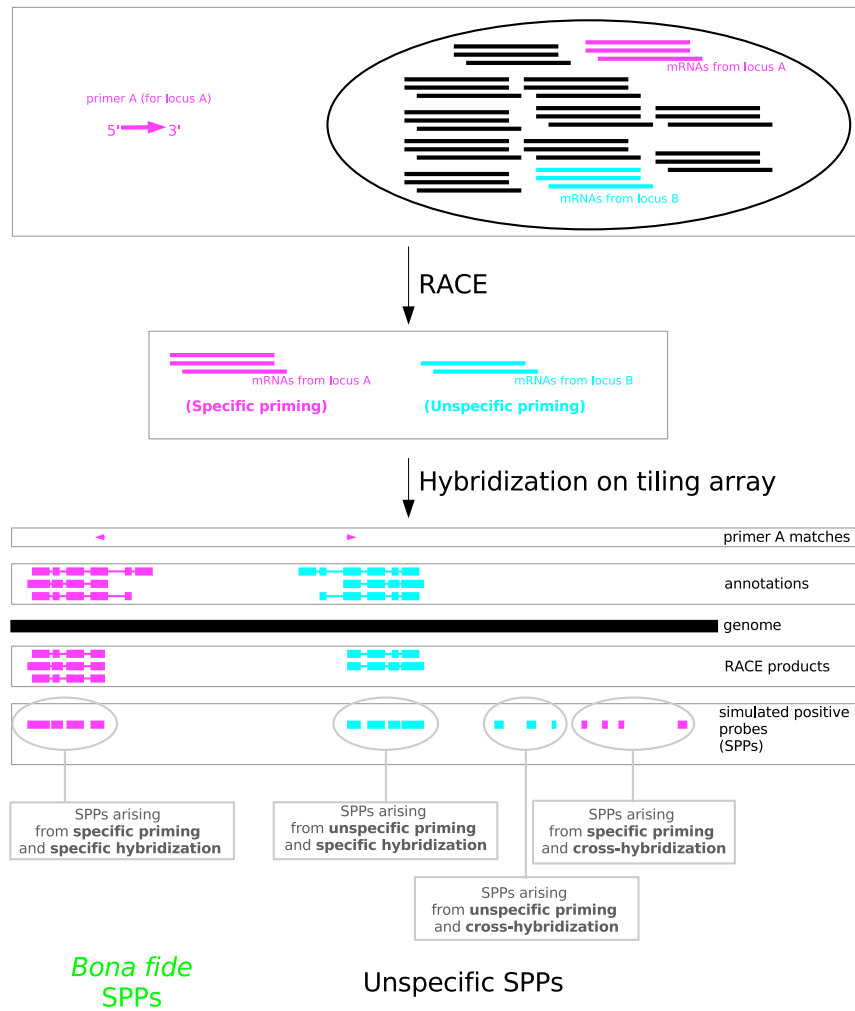 mRNAs from locus A
primer A (for locus A)
5' 3'
mRNAs from locus B
RACE
mRNAs from locus A
mRNAs from locus B
(Specific priming)
(Unspecific priming)
Hybridization on tiling array
primer A matches
annotations
genome
RACE products
simulated positive
probes
(SPPs)
SPPs arising
from specific priming
and specific hybridization
SPPs arising
from unspecific priming
and specific hybridization
SPPs arising
from specific priming
and cross-hybridization
SPPs arising
from unspecific priming
and cross-hybridization
Bona fide
SPPs
Unspecific SPPs